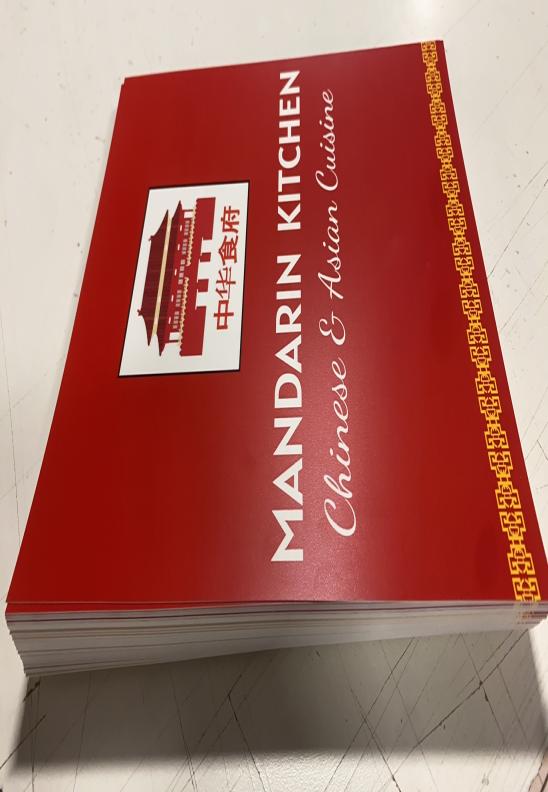 中华食府
MANDARIN KITCHEN
Chinese & Asian Cuisine